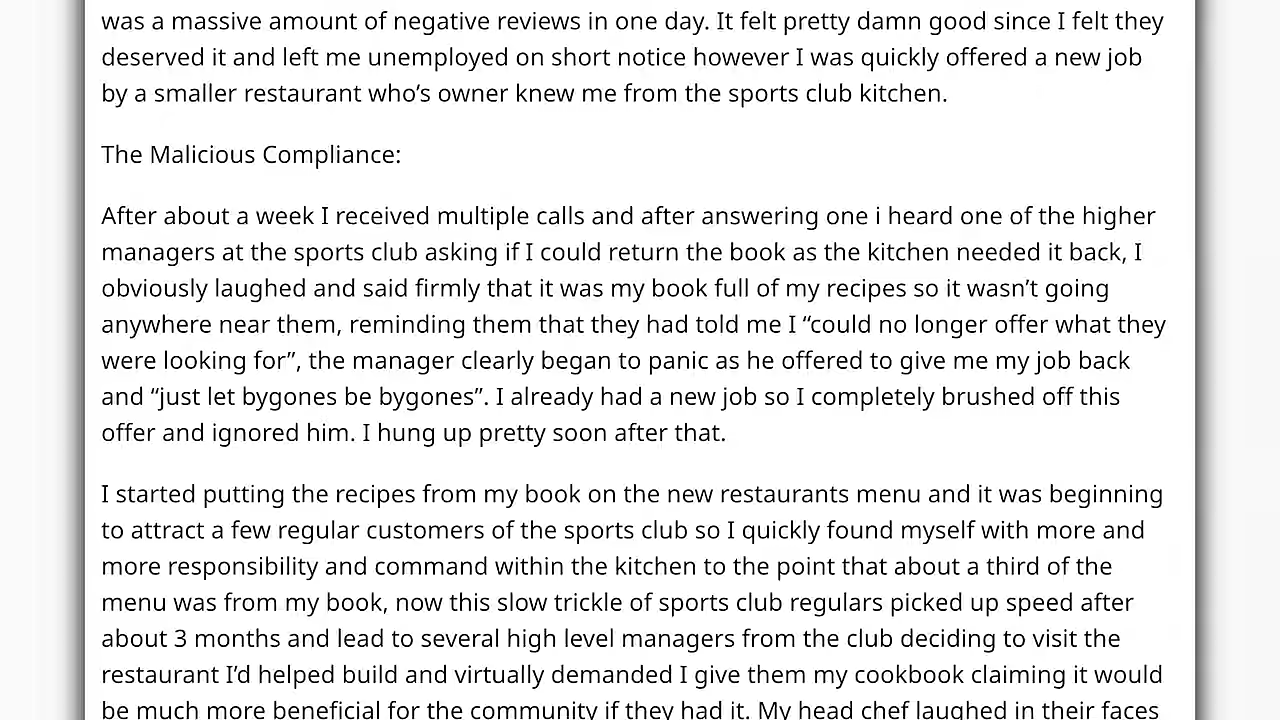 was a massive amount of negative reviews in one day. It felt pretty damn good since I felt they
deserved it and left me unemployed on short notice however I was quickly offered a new job
by a smaller restaurant who’s owner knew me from the sports club kitchen.
The Malicious Compliance:
After about a week I received multiple calls and after answering one i heard one of the higher
managers at the sports club asking if I could return the book as the kitchen needed it back, I
obviously laughed and said firmly that it was my book full of my recipes so it wasn’t going
anywhere near them, reminding them that they had told me I “could no longer offer what they
were looking for”, the manager clearly began to panic as he offered to give me my job back
and “just let bygones be bygones”. I already had a new job so I completely brushed off this
offer and ignored him. I hung up pretty soon after that.
I started putting the recipes from my book on the new restaurants menu and it was beginning
to attract a few regular customers of the sports club so I quickly found myself with more and
more responsibility and command within the kitchen to the point that about a third of the
menu was from my book, now this slow trickle of sports club regulars picked up speed after
about 3 months and lead to several high level managers from the club deciding to visit the
restaurant I’d helped build and virtually demanded I give them my cookbook claiming it would
be much more beneficial for the community if they had it. My head chef laughed in their faces